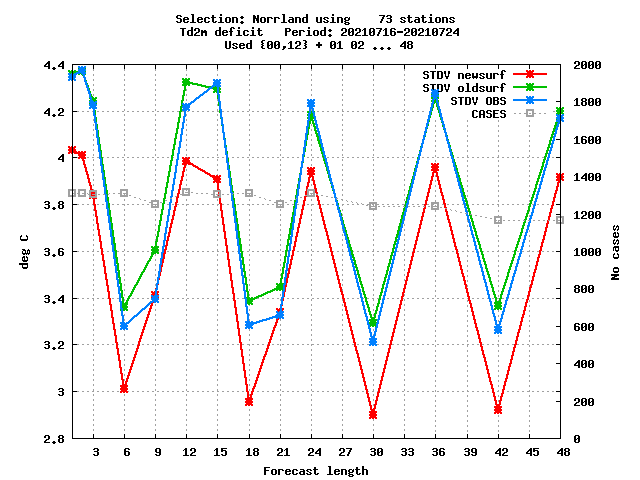 Selection: Norrland using    73 stations
Td2m deficit   Period: 20210716-20210724
Used {00,12} + 01 02 ... 48
STDV newsurf
STDV oldsurf
STDV OBS
CASES
4.4
4.2
4
3.8
3.6
3.4
3.2
3
2.8
deg C
2000
1800
1600
1400
1200
1000
800
600
400
200
0
No cases
3 6 9 12 15 18 21 24 27 30 33 36 39 42 45 48
Forecast length